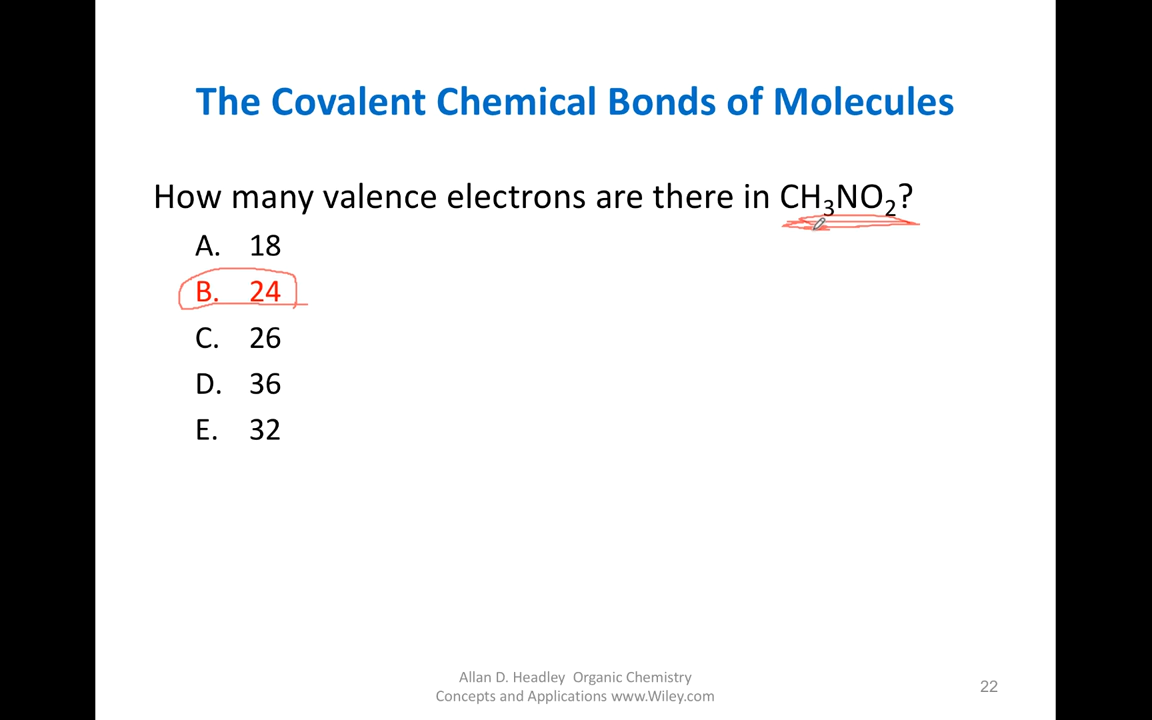 The Covalent Chemical Bonds of Molecules
How many valence electrons are there in CH₃NO₂?
A. 18
B. 24
C. 26
D. 36
E. 32
Allan D. Headley Organic Chemistry
Concepts and Applications www.Wiley.com
22